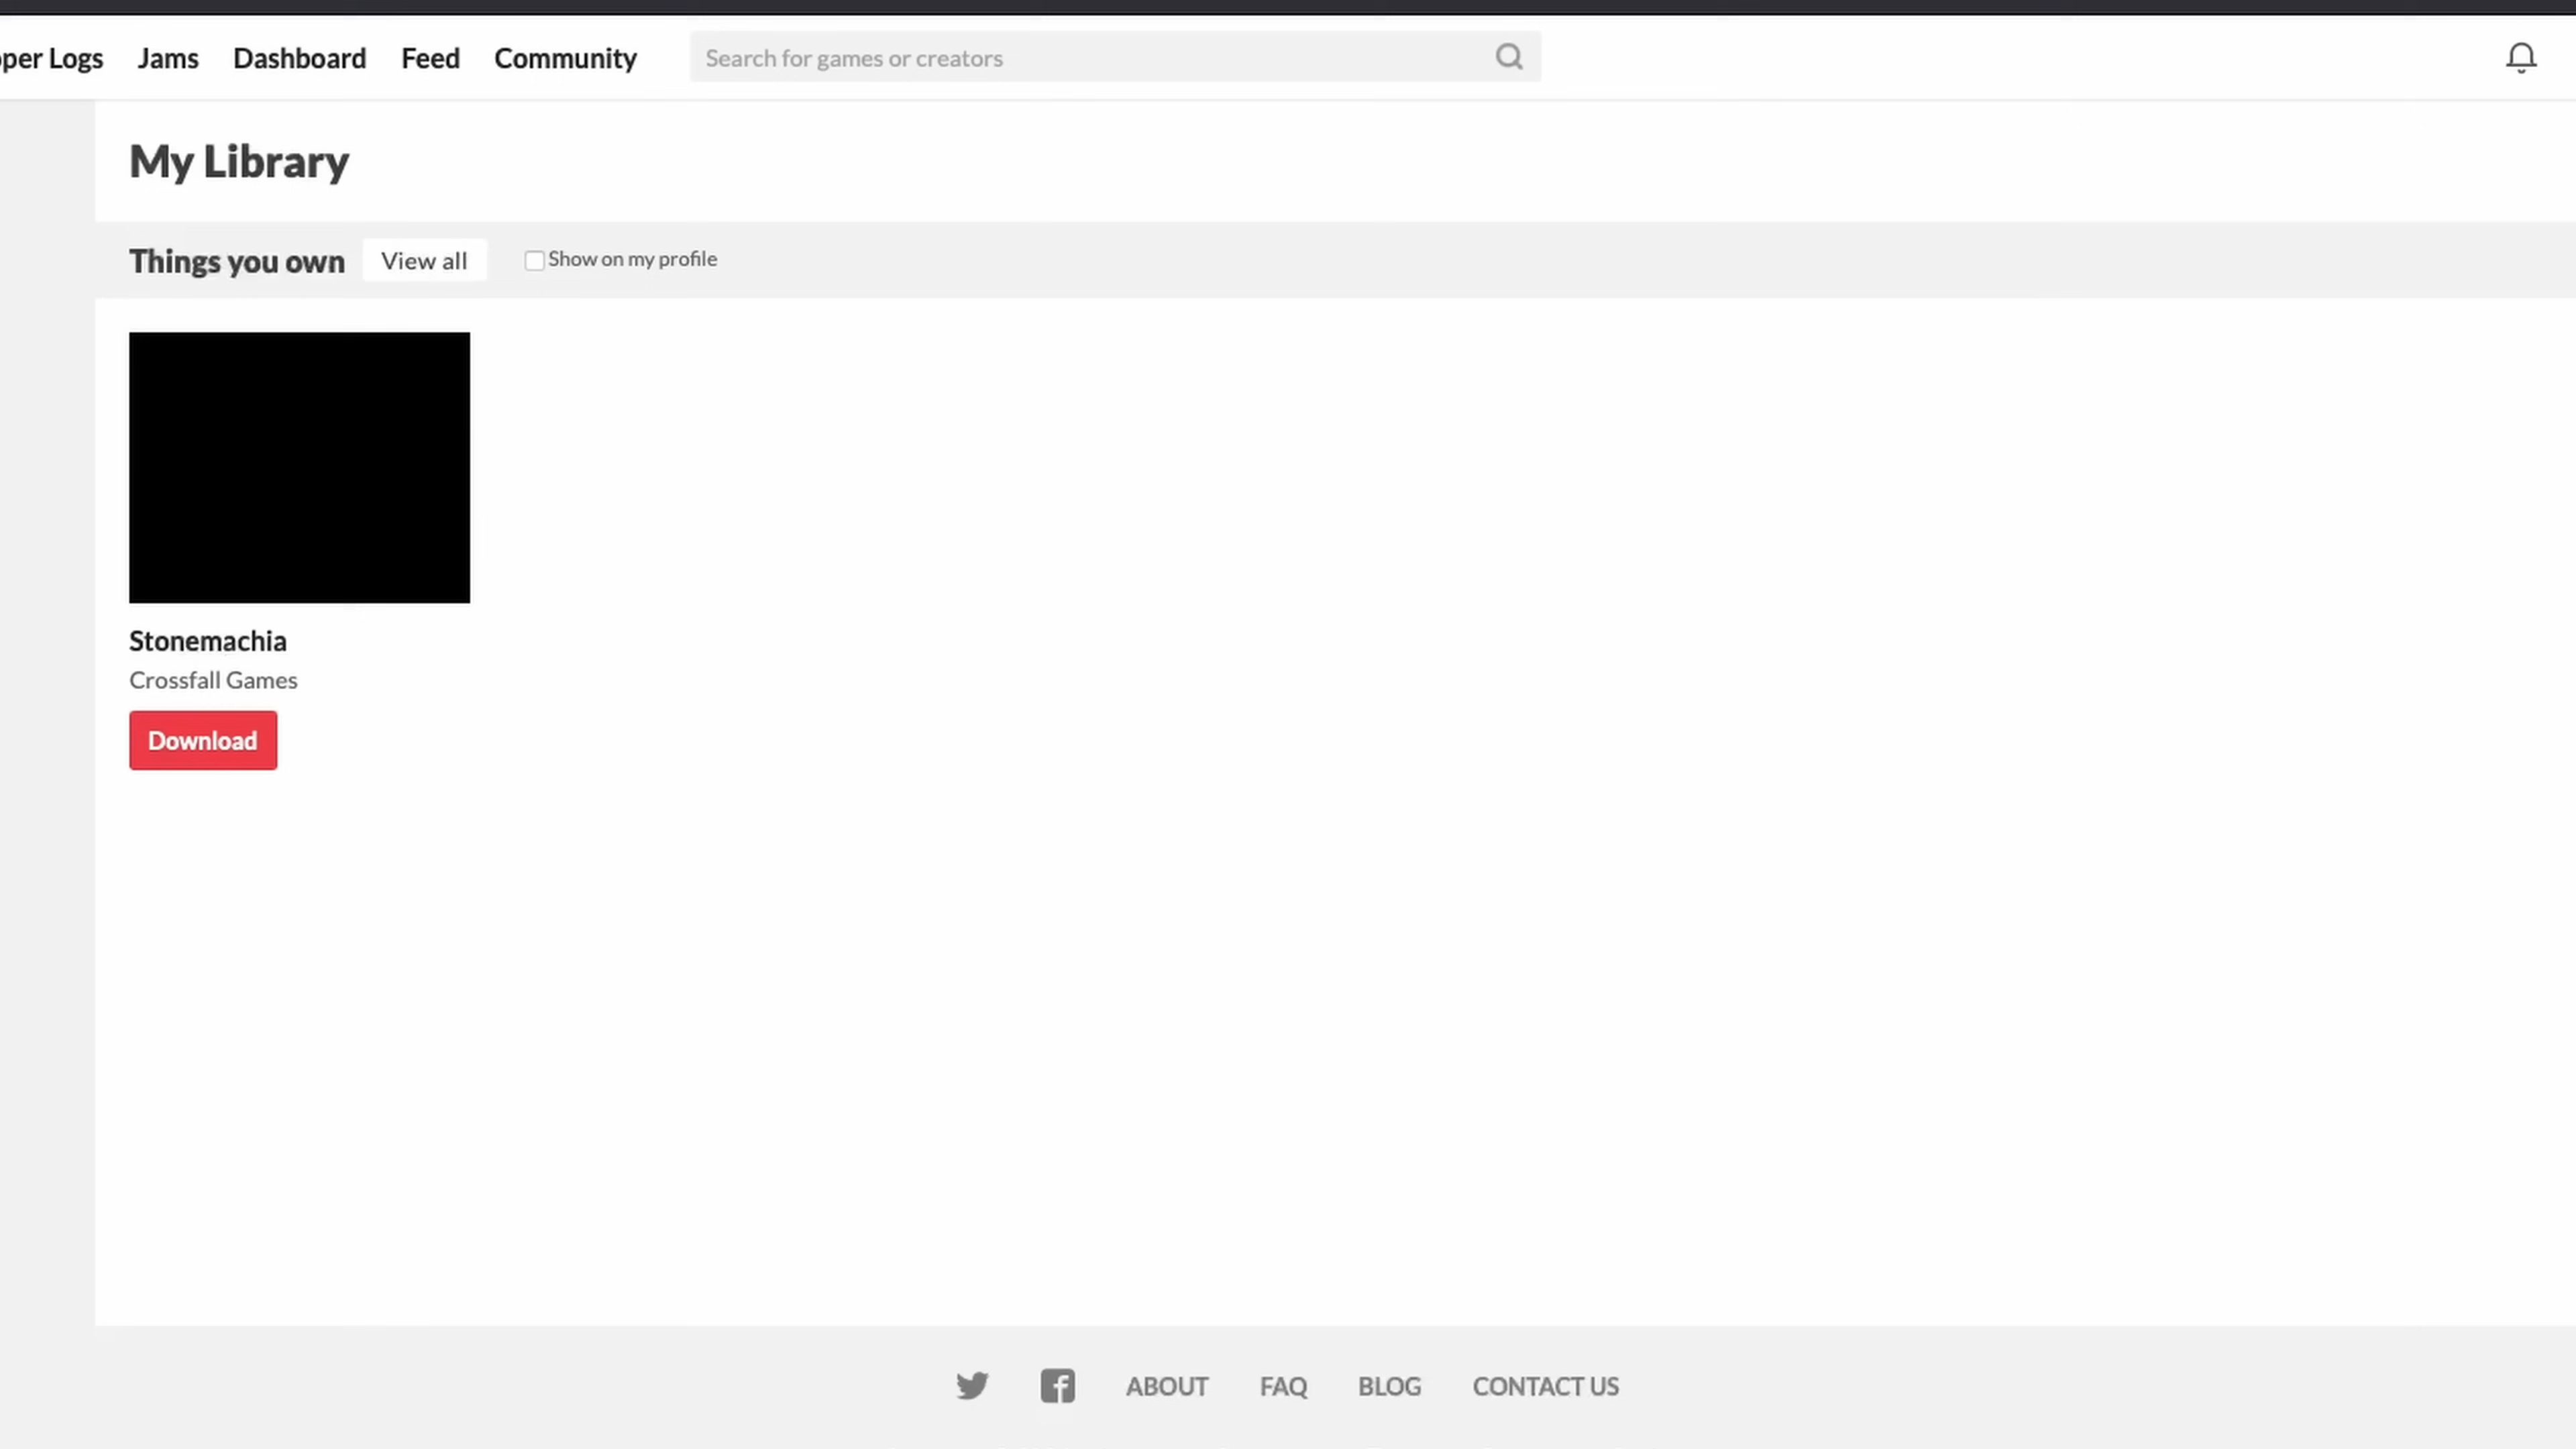 per Logs Jams Dashboard Feed Community Search for games or creators
My Library
Things you own View all Show on my profile
Stonemachia
Crossfall Games
Download
ABOUT FAQ BLOG CONTACT US